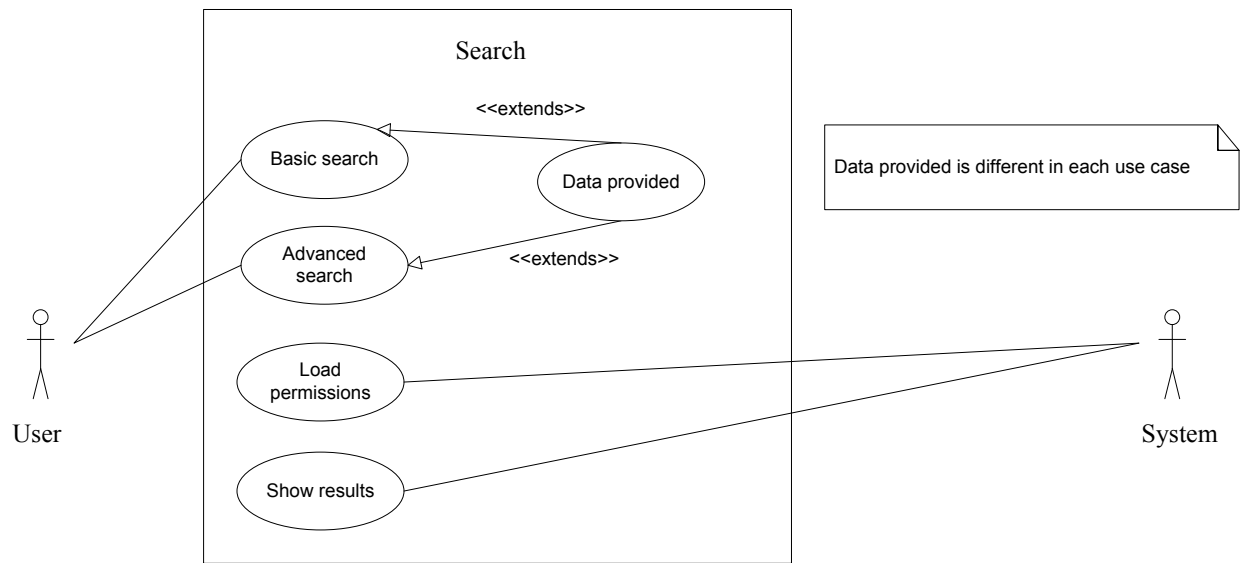 Search
<<extends>>
Basic search
Data provided
Data provided is different in each use case
Advanced
search
<<extends>>
Load
permissions
User
System
Show results